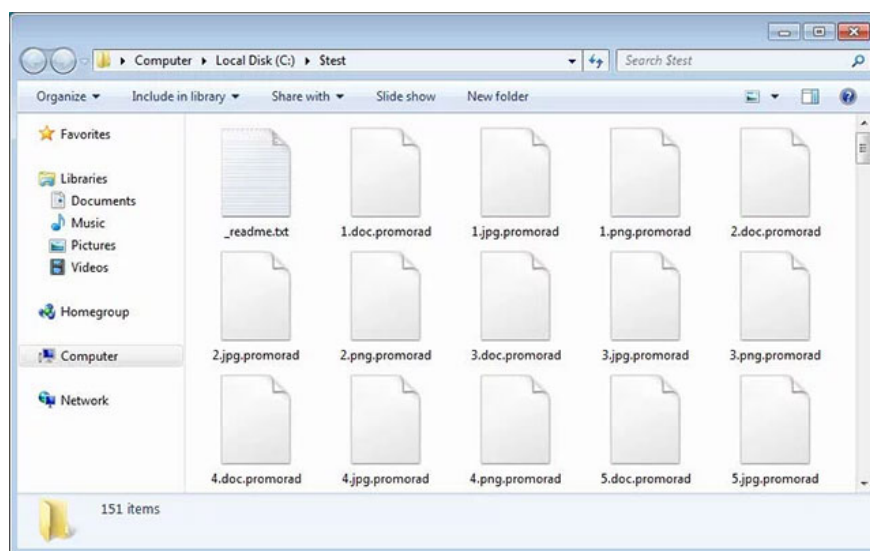 Computer ▸ Local Disk (C:) ▸ $test
Search $test
Organize Include in library Share with Slide show New folder
Favorites
Libraries
Documents
Music
Pictures
Videos
Homegroup
Computer
Network
_readme.txt 1.doc.promorad 1.jpg.promorad 1.png.promorad 2.doc.promorad
2.jpg.promorad 2.png.promorad 3.doc.promorad 3.jpg.promorad 3.png.promorad
4.doc.promorad 4.jpg.promorad 4.png.promorad 5.doc.promorad 5.jpg.promorad
151 items